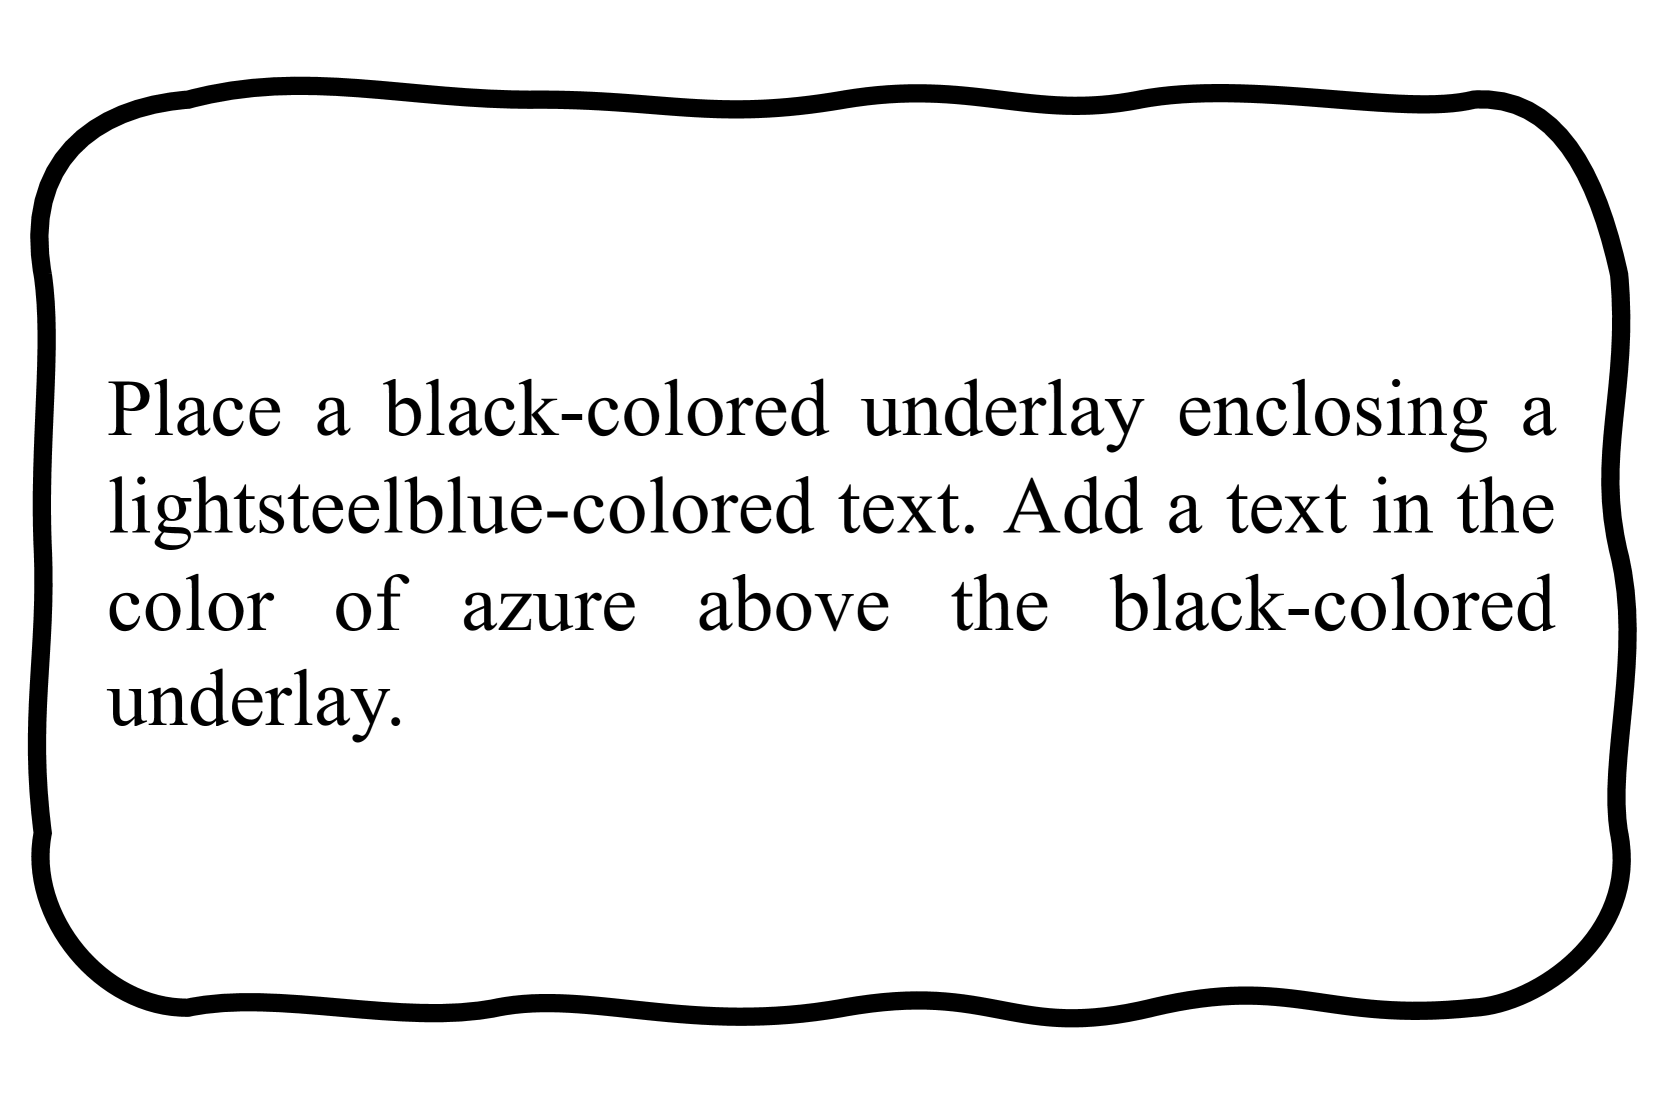 Place a black-colored underlay enclosing a
lightsteelblue-colored text. Add a text in the
color of azure above the black-colored
underlay.